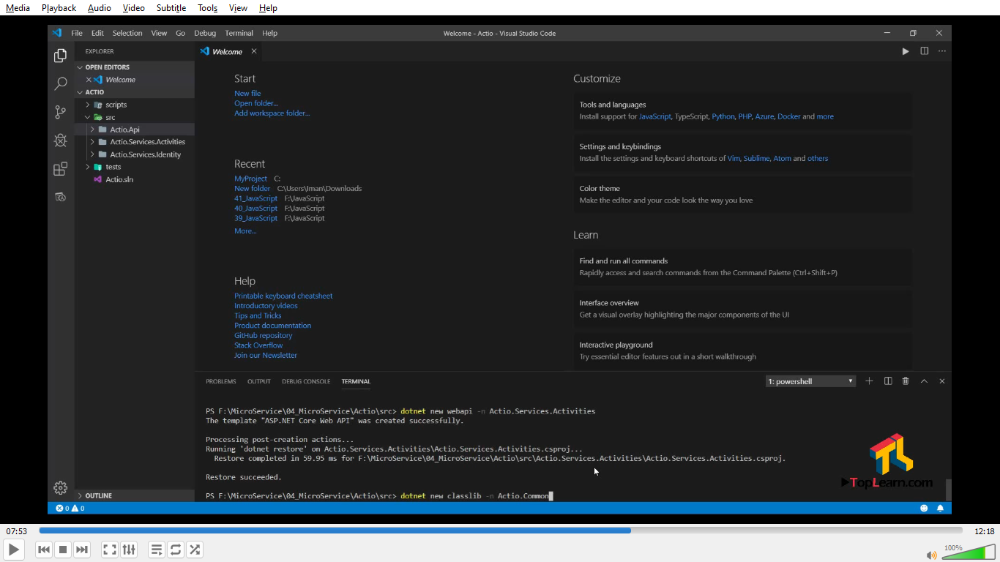 Media Playback Audio Video Subtitle Tools View Help
File Edit Selection View Go Debug Terminal Help
Welcome - Actio - Visual Studio Code
EXPLORER
OPEN EDITORS
Welcome
ACTIO
scripts
src
Actio.Api
Actio.Services.Activities
Actio.Services.Identity
tests
Actio.sln
OUTLINE
Welcome
Start
New file
Open folder...
Add workspace folder...
Recent
MyProject C:
New folder C:\Users\Iman\Downloads
41_JavaScript F:\JavaScript
40_JavaScript F:\JavaScript
39_JavaScript F:\JavaScript
More...
Help
Printable keyboard cheatsheet
Introductory videos
Tips and Tricks
Product documentation
GitHub repository
Stack Overflow
Join our Newsletter
Customize
Tools and languages
Install support for JavaScript, TypeScript, Python, PHP, Azure, Docker and more
Settings and keybindings
Install the settings and keyboard shortcuts of Vim, Sublime, Atom and others
Color theme
Make the editor and your code look the way you love
Learn
Find and run all commands
Rapidly access and search commands from the Command Palette (Ctrl+Shift+P)
Interface overview
Get a visual overlay highlighting the major components of the UI
Interactive playground
Try essential editor features out in a short walkthrough
PROBLEMS OUTPUT DEBUG CONSOLE TERMINAL
1: powershell
PS F:\MicroService\04_MicroService\Actio\src> dotnet new webapi -n Actio.Services.Activities
The template "ASP.NET Core Web API" was created successfully.
Processing post-creation actions...
Running 'dotnet restore' on Actio.Services.Activities\Actio.Services.Activities.csproj...
Restore completed in 59.95 ms for F:\MicroService\04_MicroService\Actio\src\Actio.Services.Activities\Actio.Services.Activities.csproj.
Restore succeeded.
PS F:\MicroService\04_MicroService\Actio\src> dotnet new classlib -n Actio.Common
TopLearn.com
0 0
07:53
12:18
100%